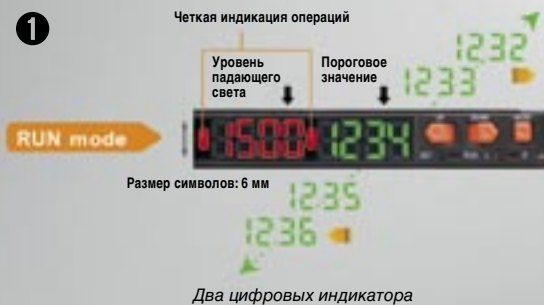 1
Четкая индикация операций
1232
Уровень
падающего
света
Пороговое
значение
1233
RUN mode
1500 1234
Размер символов: 6 мм
1235
1236
Два цифровых индикатора